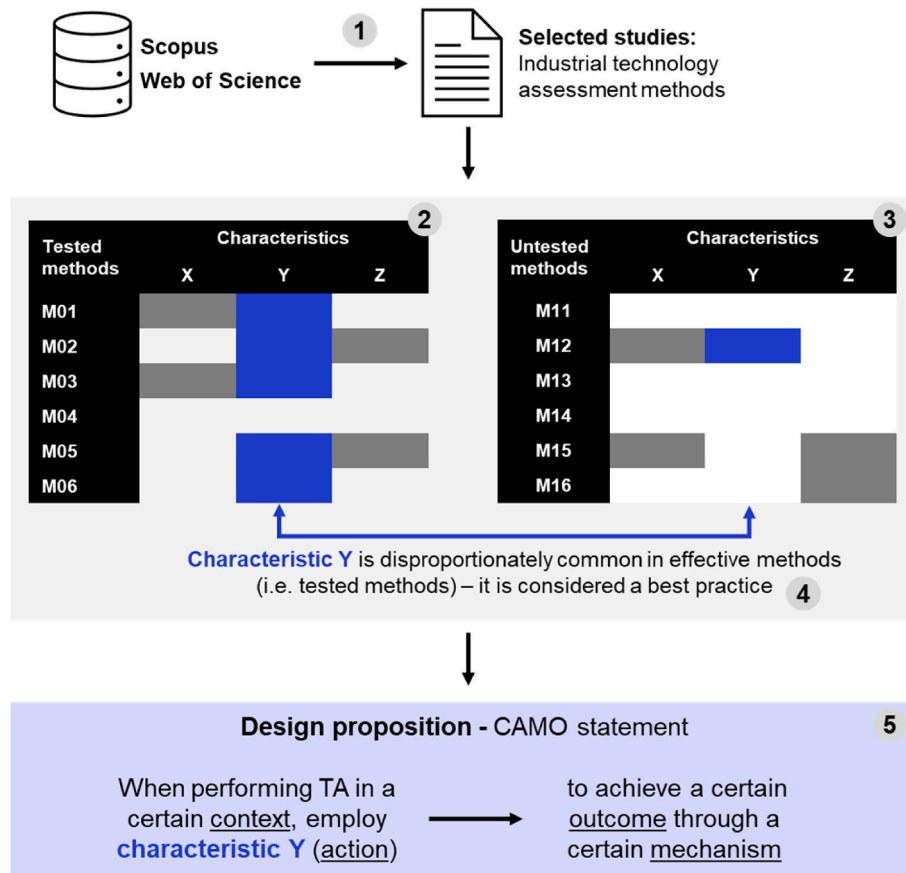 Scopus
Web of Science
1
Selected studies:
Industrial technology
assessment methods
2
Tested
methods
Characteristics
X Y Z
M01
M02
M03
M04
M05
M06
3
Untested
methods
Characteristics
X Y Z
M11
M12
M13
M14
M15
M16
Characteristic Y is disproportionately common in effective methods
(i.e. tested methods) – it is considered a best practice
4
Design proposition - CAMO statement
5
When performing TA in a
certain context, employ
characteristic Y (action)
to achieve a certain
outcome through a
certain mechanism